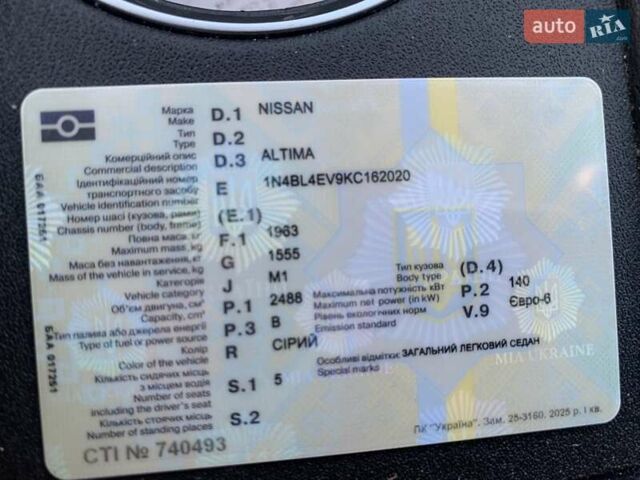 auto RIA .com
Марка
Make
D.1 NISSAN
Тип
Type
D.2
Комерційний опис
Commercial description
D.3 ALTIMA
Ідентифікаційний номер
транспортного засобу
Vehicle identification number
E 1N4BL4EV9KC162020
Номер шасі (кузова, рами)
Chassis number (body, frame)
(E.1)
Повна маса, кг
Maximum mass, kg
F.1 1963
Маса без навантаження, кг
Mass of the vehicle in service, kg
G 1555
Категорія
Vehicle category
J M1
Об'єм двигуна, см³
Capacity, cm³
P.1 2488
Тип палива або джерела енергії
Type of fuel or power source
P.3 B
Колір
Color of the vehicle
R СІРИЙ
Кількість сидячих місць
з місцем водія
Number of seats
including the driver's seat
S.1 5
Кількість стоячих місць
Number of standing places
S.2
Тип кузова
Body type
(D.4)
Максимальна потужність кВт
Maximum net power (in kW)
P.2 140
Рівень екологічних норм
Emission standard
V.9 Євро-6
Особливі відмітки: ЗАГАЛЬНИЙ ЛЕГКОВИЙ СЕДАН
Special marks
MIA UKRAINE
БАА 017251
БАА 017251
СТІ № 740493
ПК "Україна". Зам. 25-3160. 2025 р. І кв.